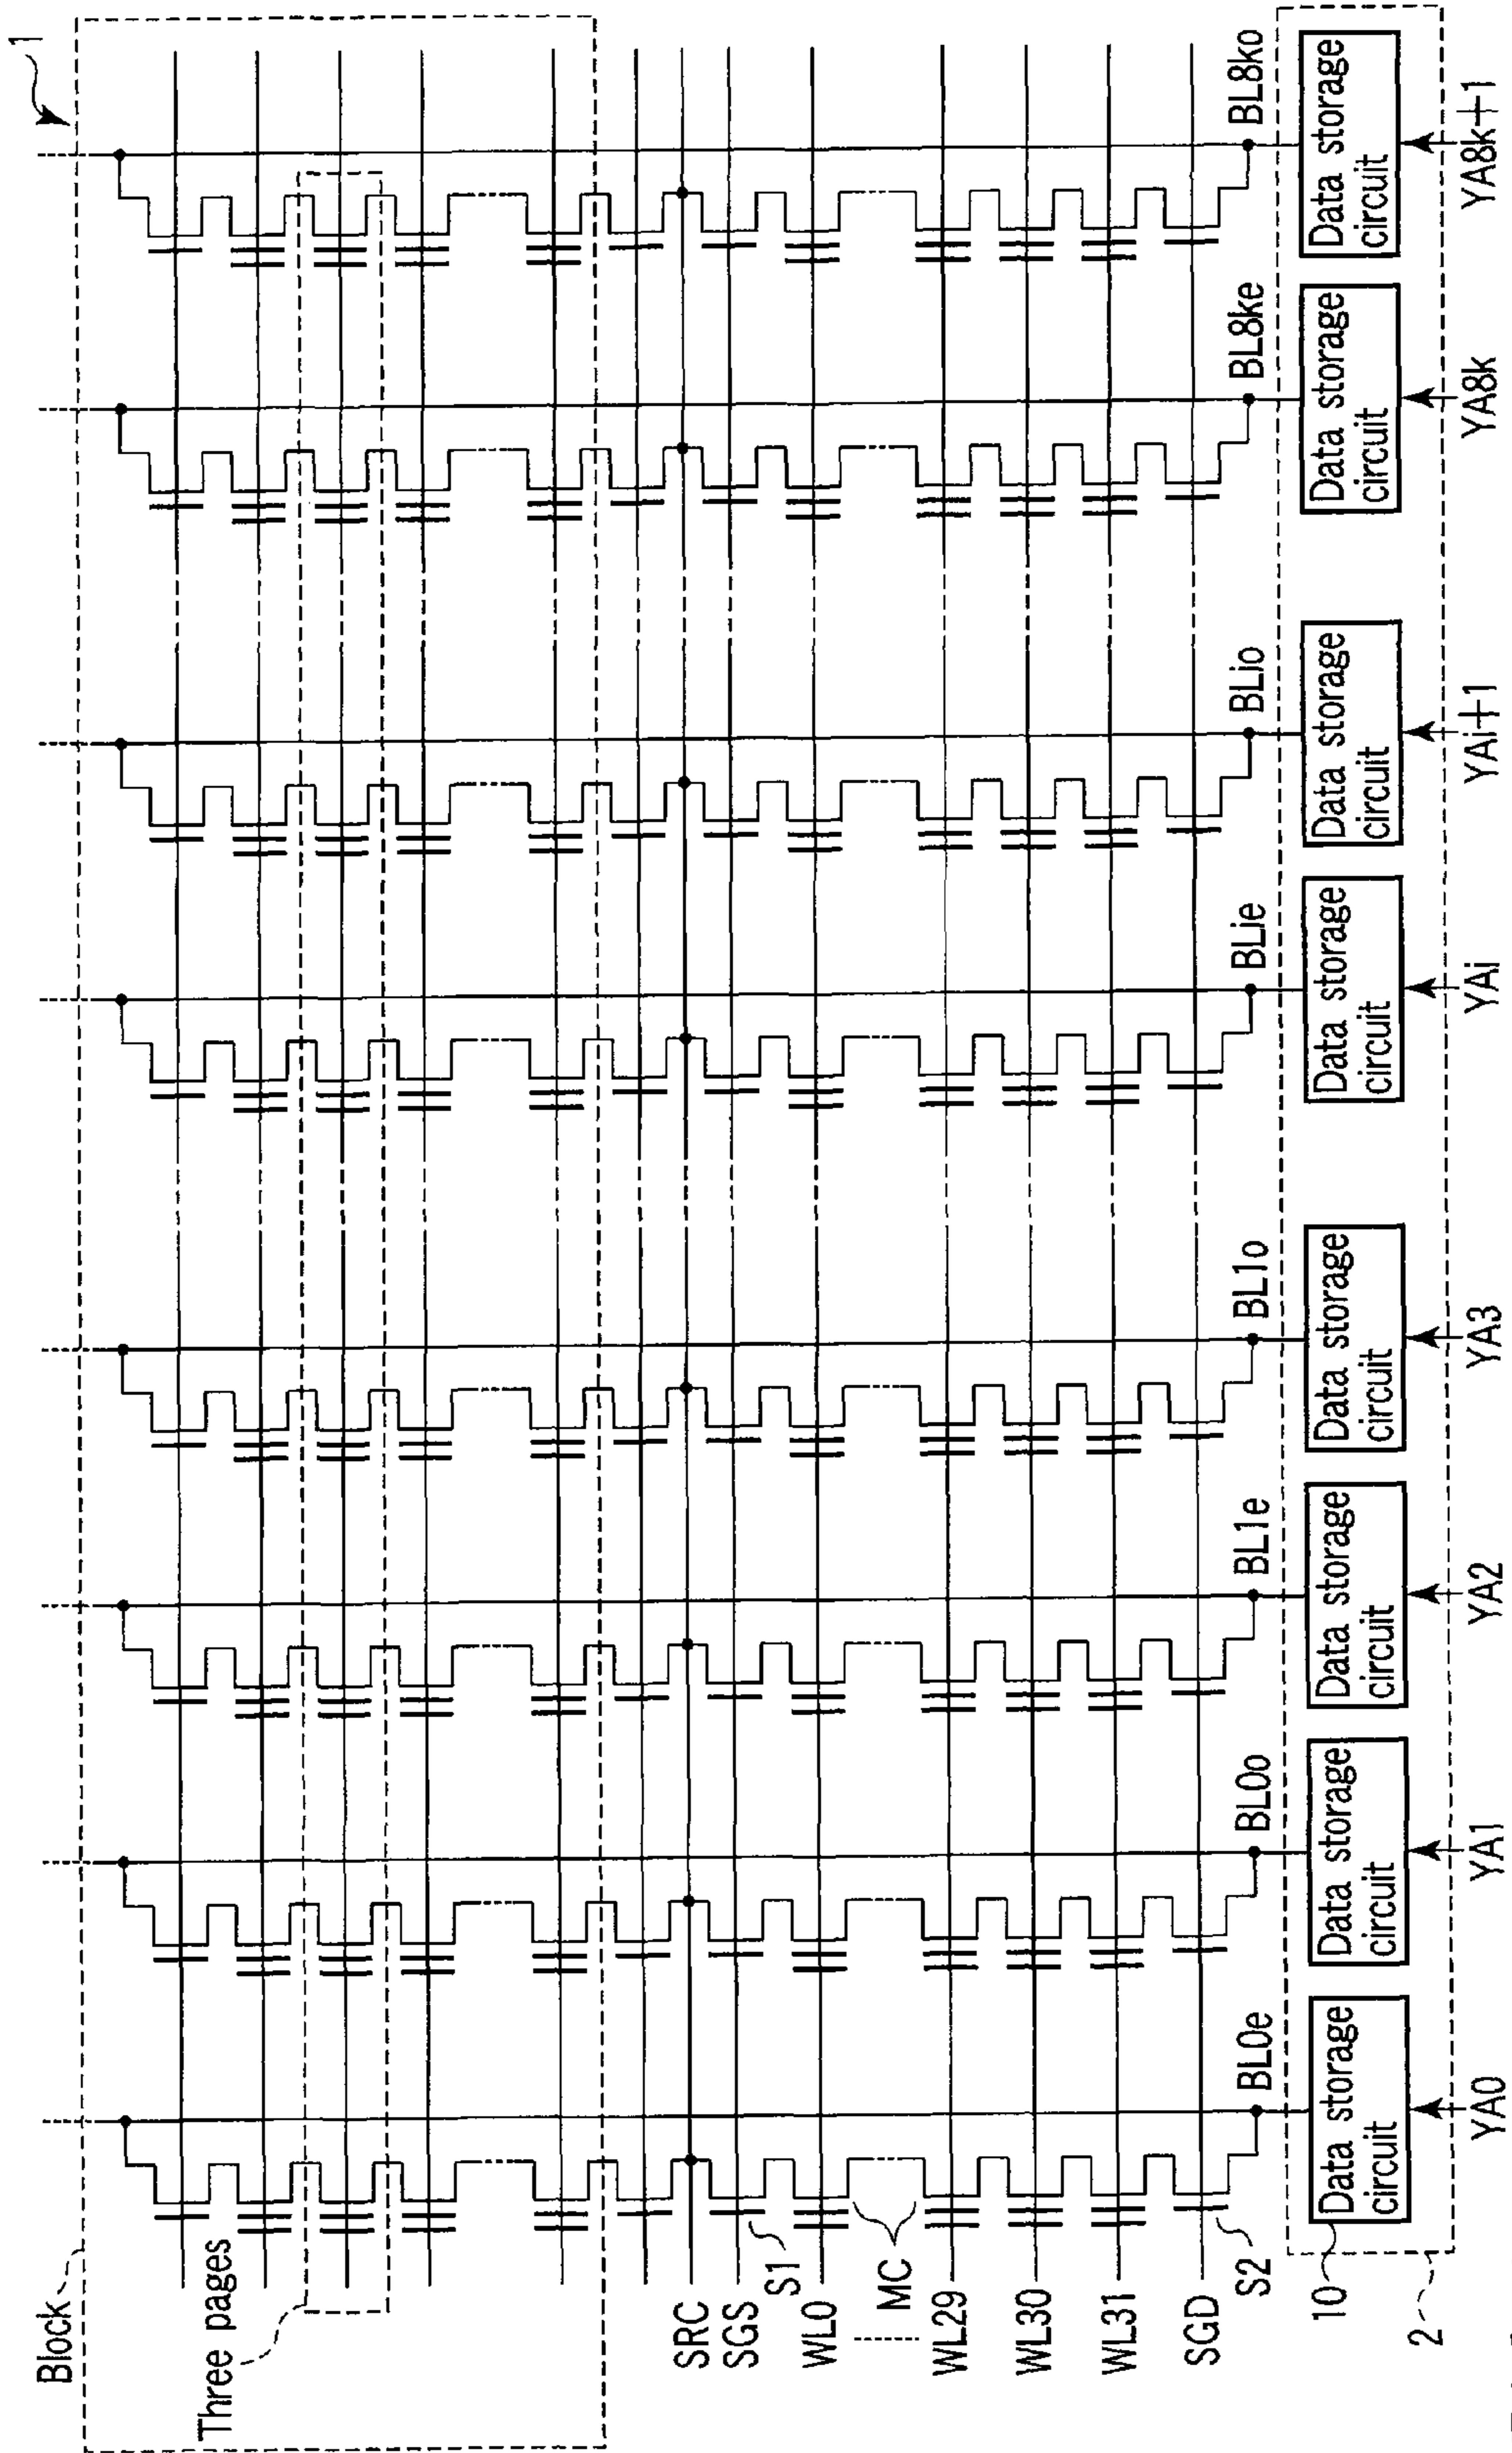 1
Block
Three pages
SRC
SGS
S1
WL0
MC
WL29
WL30
WL31
SGD
S2
BL0e
BL0o
BL1e
BL1o
BLie
BLio
BL8ke
BL8ko
10
Data storage
circuit
Data storage
circuit
Data storage
circuit
Data storage
circuit
Data storage
circuit
Data storage
circuit
Data storage
circuit
Data storage
circuit
2
YA0
YA1
YA2
YA3
YAi
YAi+1
YA8k
YA8k+1